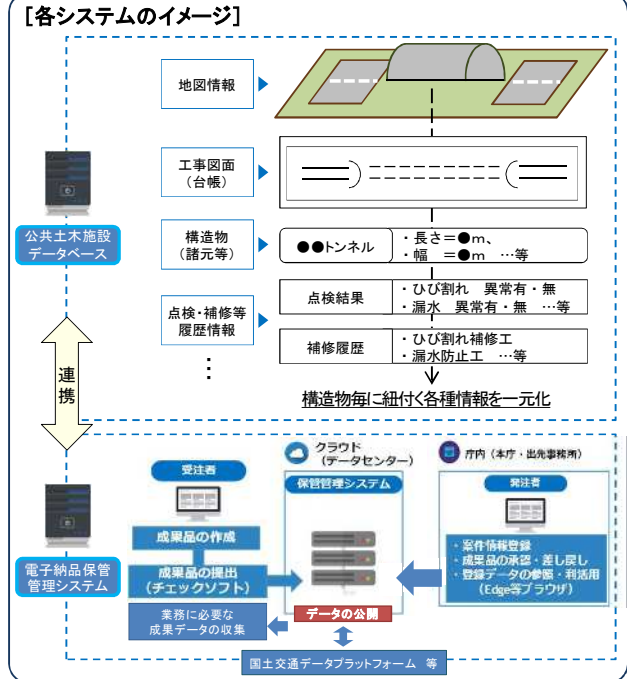 ［各システムのイメージ］
地図情報
工事図面
（台帳）
公共土木施設
データベース
構造物
（諸元等）
●●トンネル
・長さ＝●ｍ、
・幅　＝●ｍ　…等
点検・補修等
履歴情報
⋮
点検結果
・ひび割れ　異常有・無
・漏水　異常有・無　…等
補修履歴
・ひび割れ補修工
・漏水防止工　…等
構造物毎に紐付く各種情報を一元化
連携
電子納品保管
管理システム
受注者
成果品の作成
成果品の提出
（チェックソフト）
業務に必要な
成果データの収集
クラウド
（データセンター）
保管管理システム
データの公開
庁内（本庁・出先事務所）
発注者
・案件情報登録
・成果品の承認・差し戻し
・登録データの参照・利活用
（Edge等ブラウザ）
国土交通データプラットフォーム　等